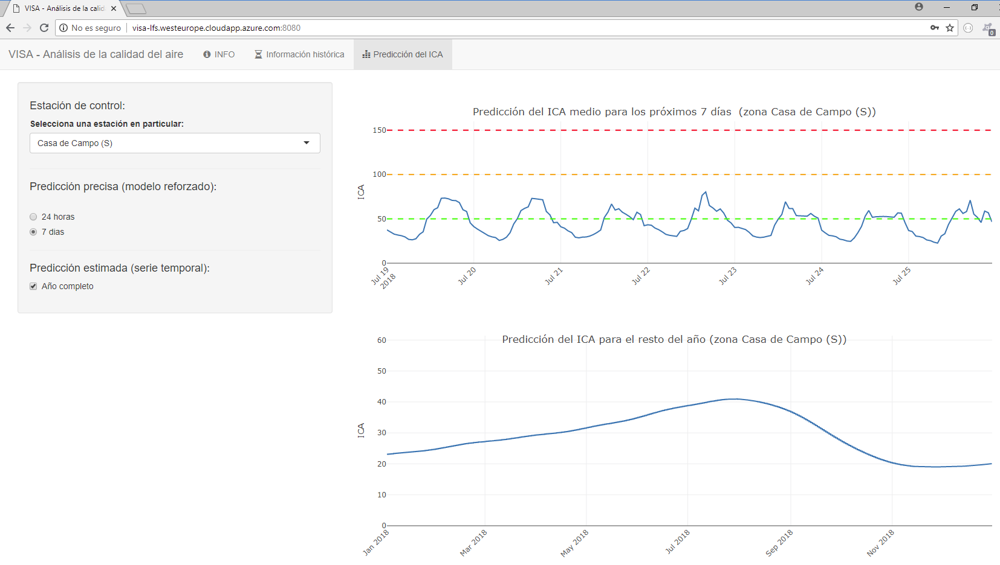 VISA - Análisis de la calid
No es seguro
visa-lfs.westeurope.cloudapp.azure.com:8080
0
VISA - Análisis de la calidad del aire
INFO
Información histórica
Predicción del ICA
Estación de control:
Selecciona una estación en particular:
Casa de Campo (S)
Predicción precisa (modelo reforzado):
24 horas
7 dias
Predicción estimada (serie temporal):
Año completo
Predicción del ICA medio para los próximos 7 días (zona Casa de Campo (S))
150
100
50
0
ICA
Jul 19
2018
Jul 20
Jul 21
Jul 22
Jul 23
Jul 24
Jul 25
Predicción del ICA para el resto del año (zona Casa de Campo (S))
60
50
40
30
20
10
0
ICA
Jan 2018
Mar 2018
May 2018
Jul 2018
Sep 2018
Nov 2018